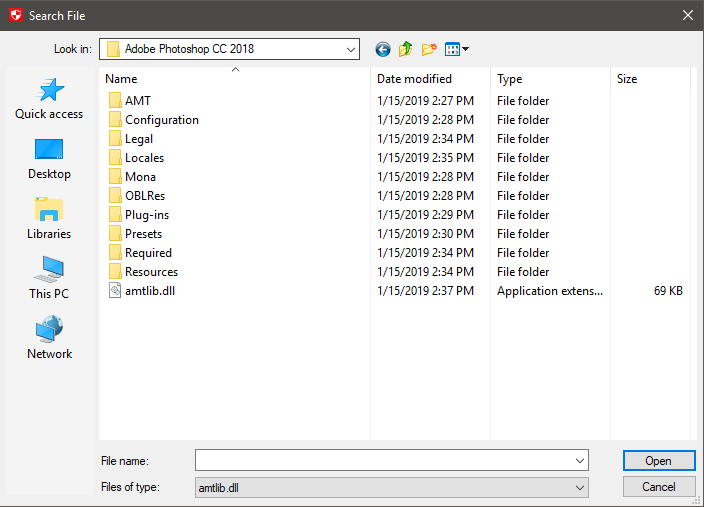 Search File
Look in: Adobe Photoshop CC 2018
Quick access
Desktop
Libraries
This PC
Network
Name Date modified Type Size
AMT 1/15/2019 2:27 PM File folder
Configuration 1/15/2019 2:28 PM File folder
Legal 1/15/2019 2:34 PM File folder
Locales 1/15/2019 2:35 PM File folder
Mona 1/15/2019 2:28 PM File folder
OBLRes 1/15/2019 2:28 PM File folder
Plug-ins 1/15/2019 2:29 PM File folder
Presets 1/15/2019 2:30 PM File folder
Required 1/15/2019 2:34 PM File folder
Resources 1/15/2019 2:34 PM File folder
amtlib.dll 1/15/2019 2:37 PM Application extens... 69 KB
File name: Open
Files of type: amtlib.dll Cancel